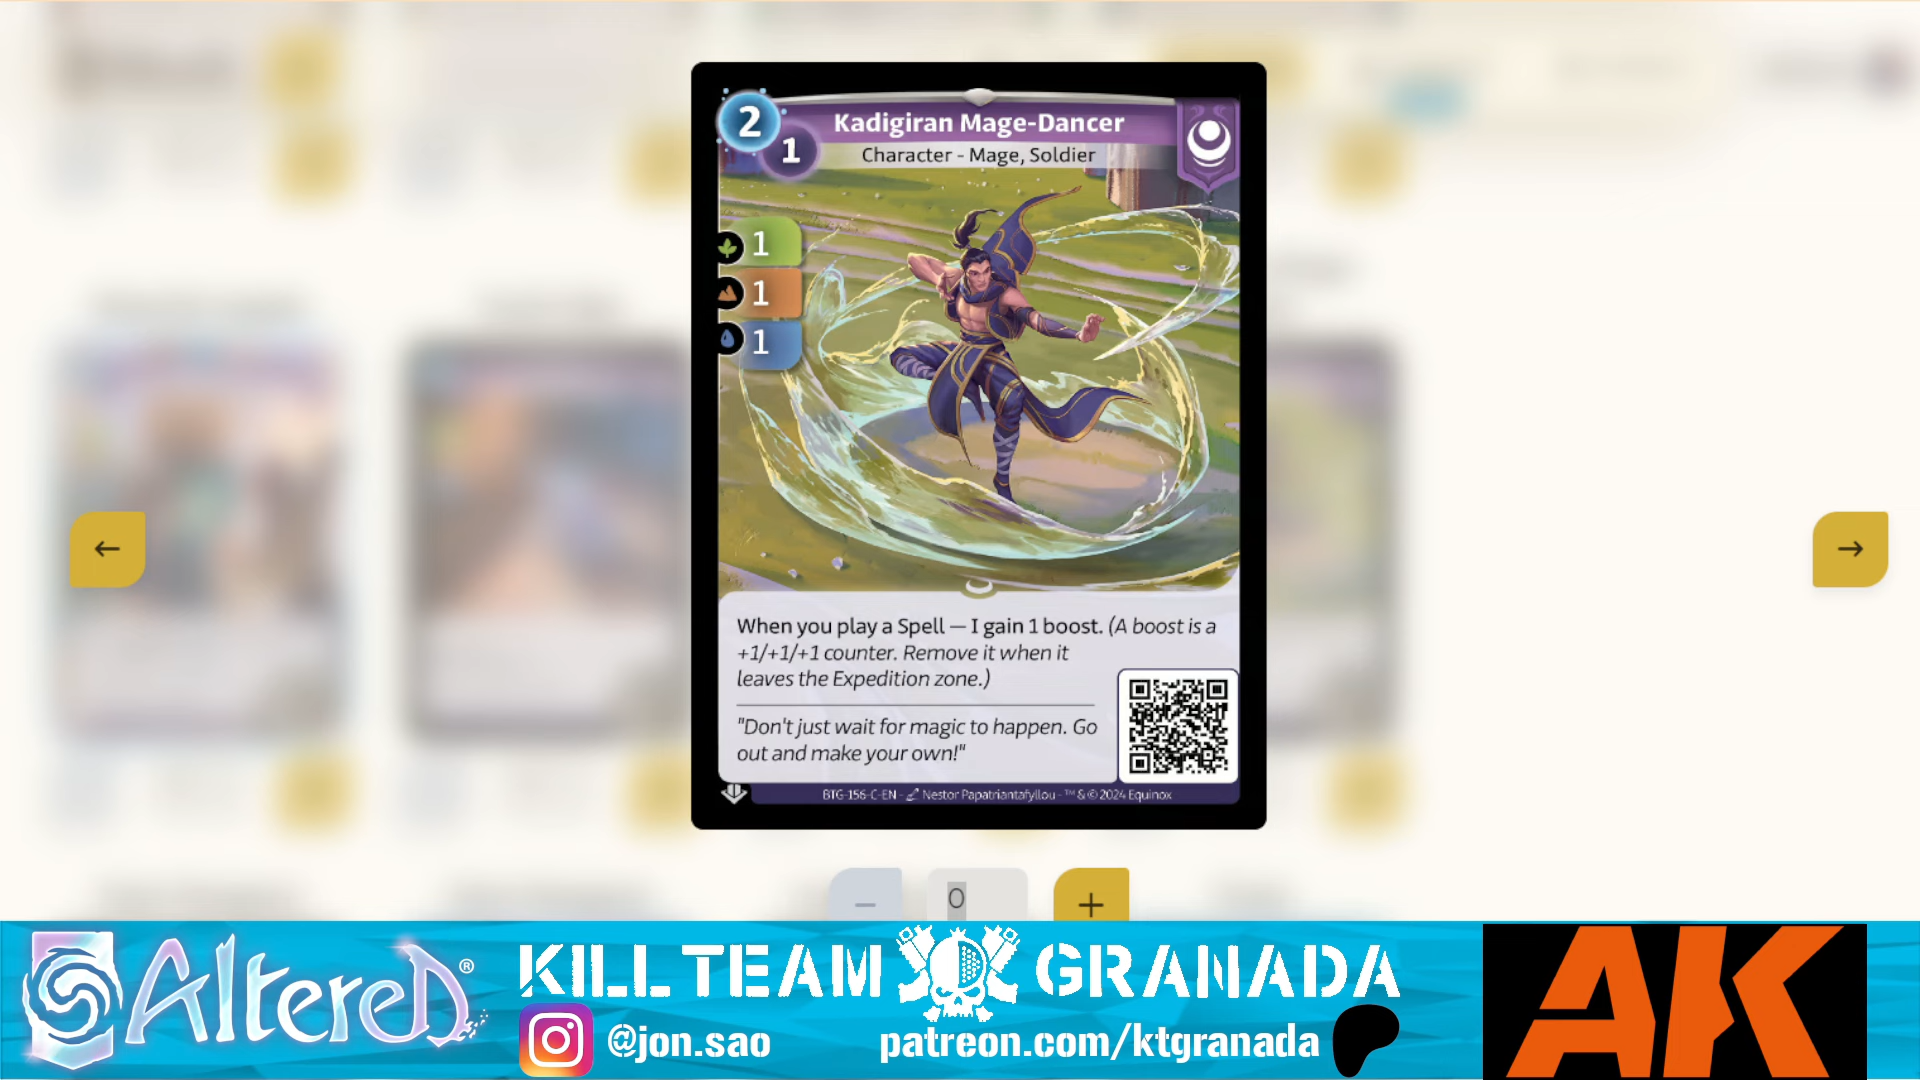 2
Kadigiran Mage-Dancer
1
Character - Mage, Soldier
1
1
1
When you play a Spell — I gain 1 boost. (A boost is a
+1/+1/+1 counter. Remove it when it
leaves the Expedition zone.)
"Don't just wait for magic to happen. Go
out and make your own!"
BTG-156-C-EN - Nestor Papatriantafyllou - ™ & © 2024 Equinox
← →
– 0 +
Altered®
KILL TEAM GRANADA
@jon.sao
patreon.com/ktgranada
AK